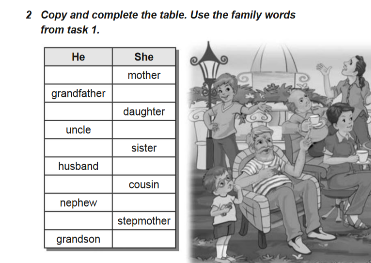 2 Copy and complete the table. Use the family words
from task 1.
He She
mother
grandfather
daughter
uncle
sister
husband
cousin
nephew
stepmother
grandson